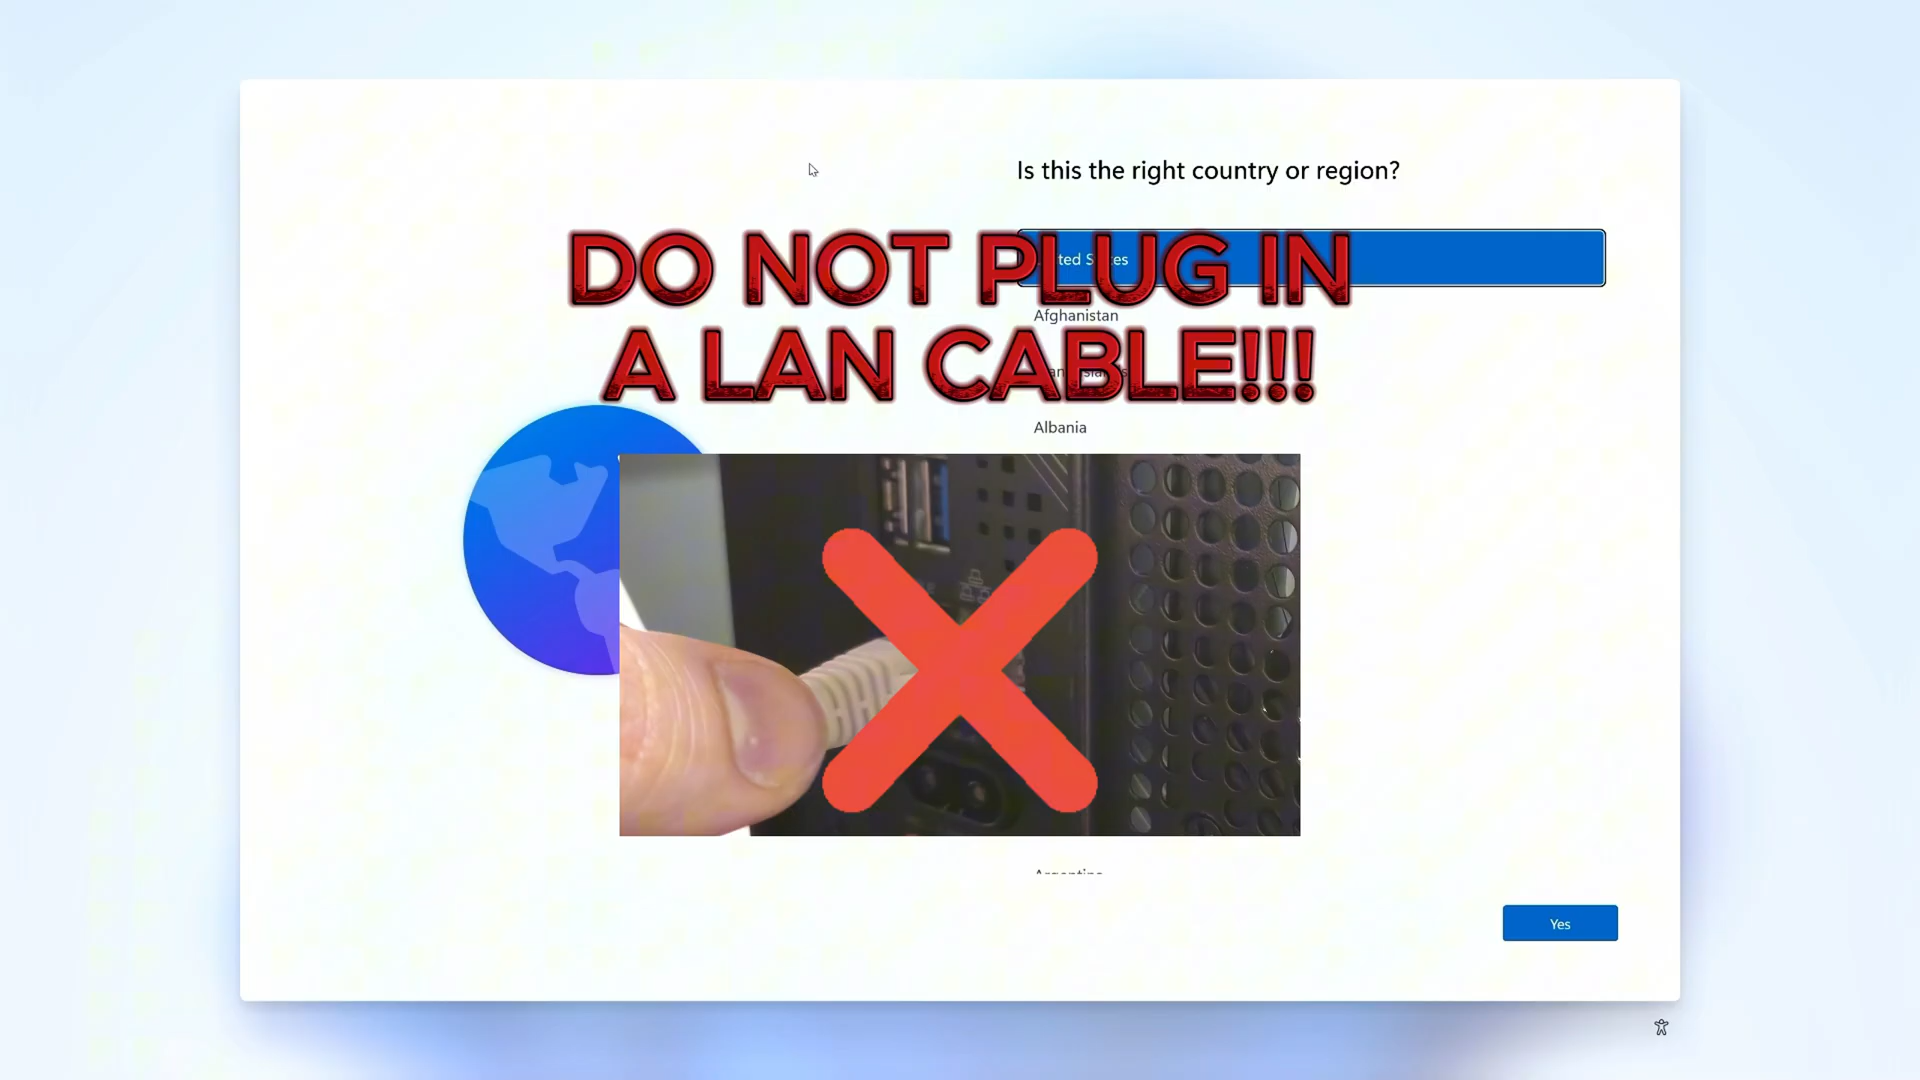 Is this the right country or region?
DO NOT PLUG IN
Afghanistan
A LAN CABLE!!!
Albania
Yes